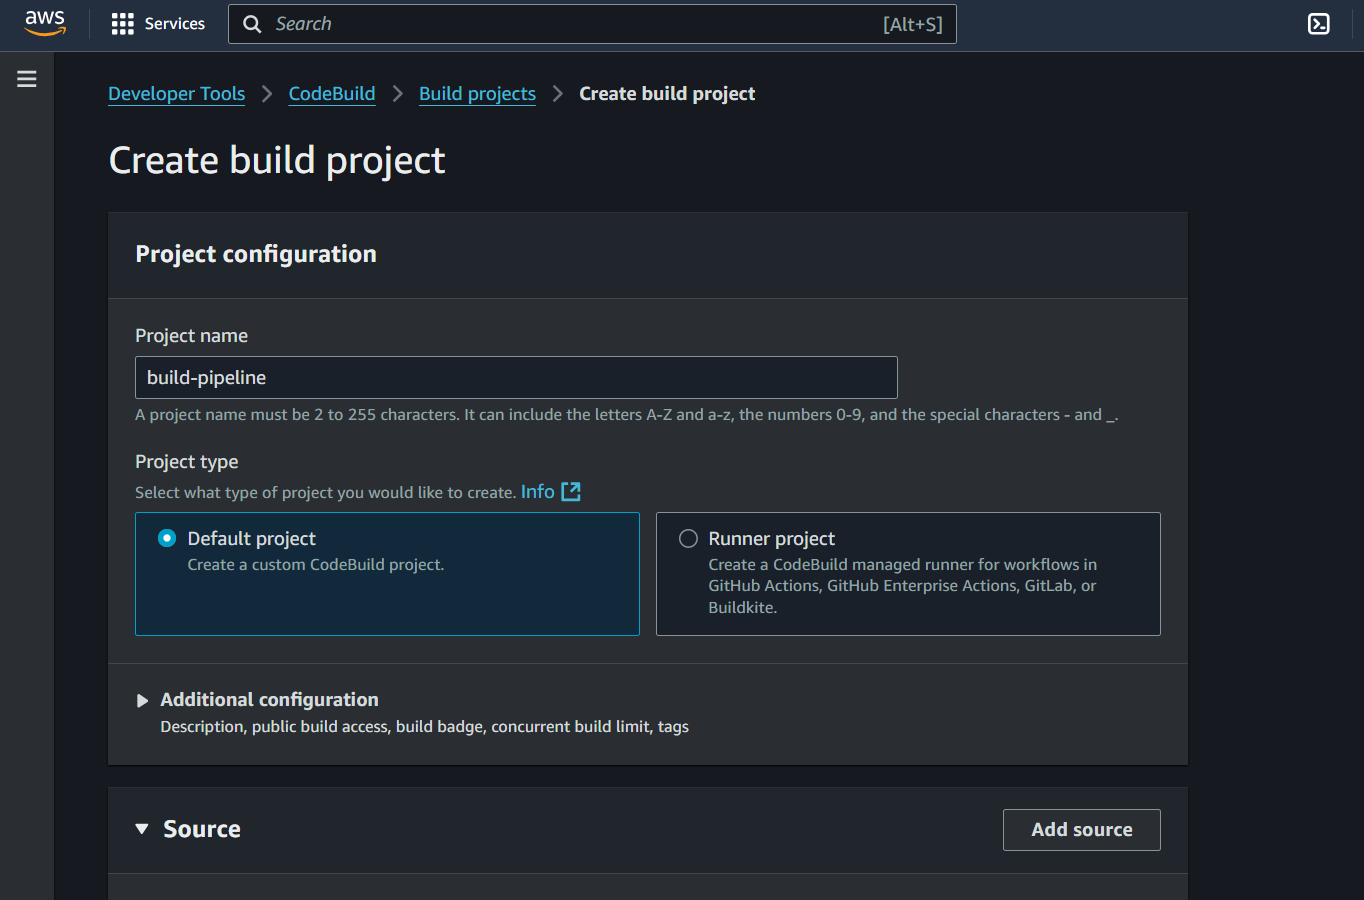 aws
Services
Search
[Alt+S]
Developer Tools
CodeBuild
Build projects
Create build project
Create build project
Project configuration
Project name
build-pipeline
A project name must be 2 to 255 characters. It can include the letters A-Z and a-z, the numbers 0-9, and the special characters - and _.
Project type
Select what type of project you would like to create. Info
Default project
Create a custom CodeBuild project.
Runner project
Create a CodeBuild managed runner for workflows in
GitHub Actions, GitHub Enterprise Actions, GitLab, or
Buildkite.
Additional configuration
Description, public build access, build badge, concurrent build limit, tags
Source
Add source